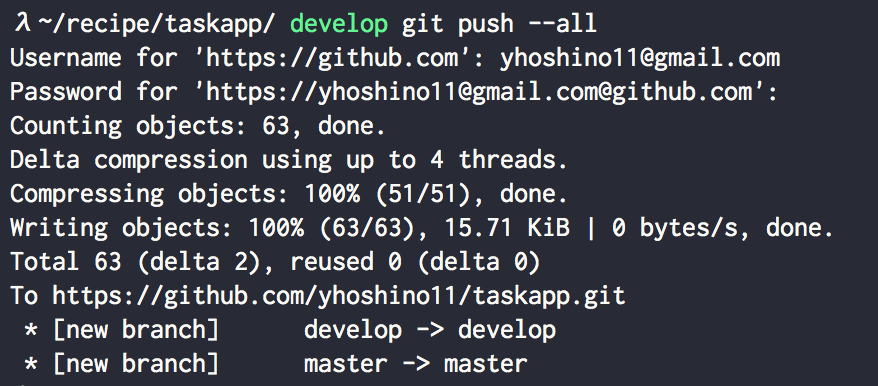 λ ~/recipe/taskapp/ develop git push --all
Username for 'https://github.com': yhoshino11@gmail.com
Password for 'https://yhoshino11@gmail.com@github.com':
Counting objects: 63, done.
Delta compression using up to 4 threads.
Compressing objects: 100% (51/51), done.
Writing objects: 100% (63/63), 15.71 KiB | 0 bytes/s, done.
Total 63 (delta 2), reused 0 (delta 0)
To https://github.com/yhoshino11/taskapp.git
 * [new branch]      develop -> develop
 * [new branch]      master -> master